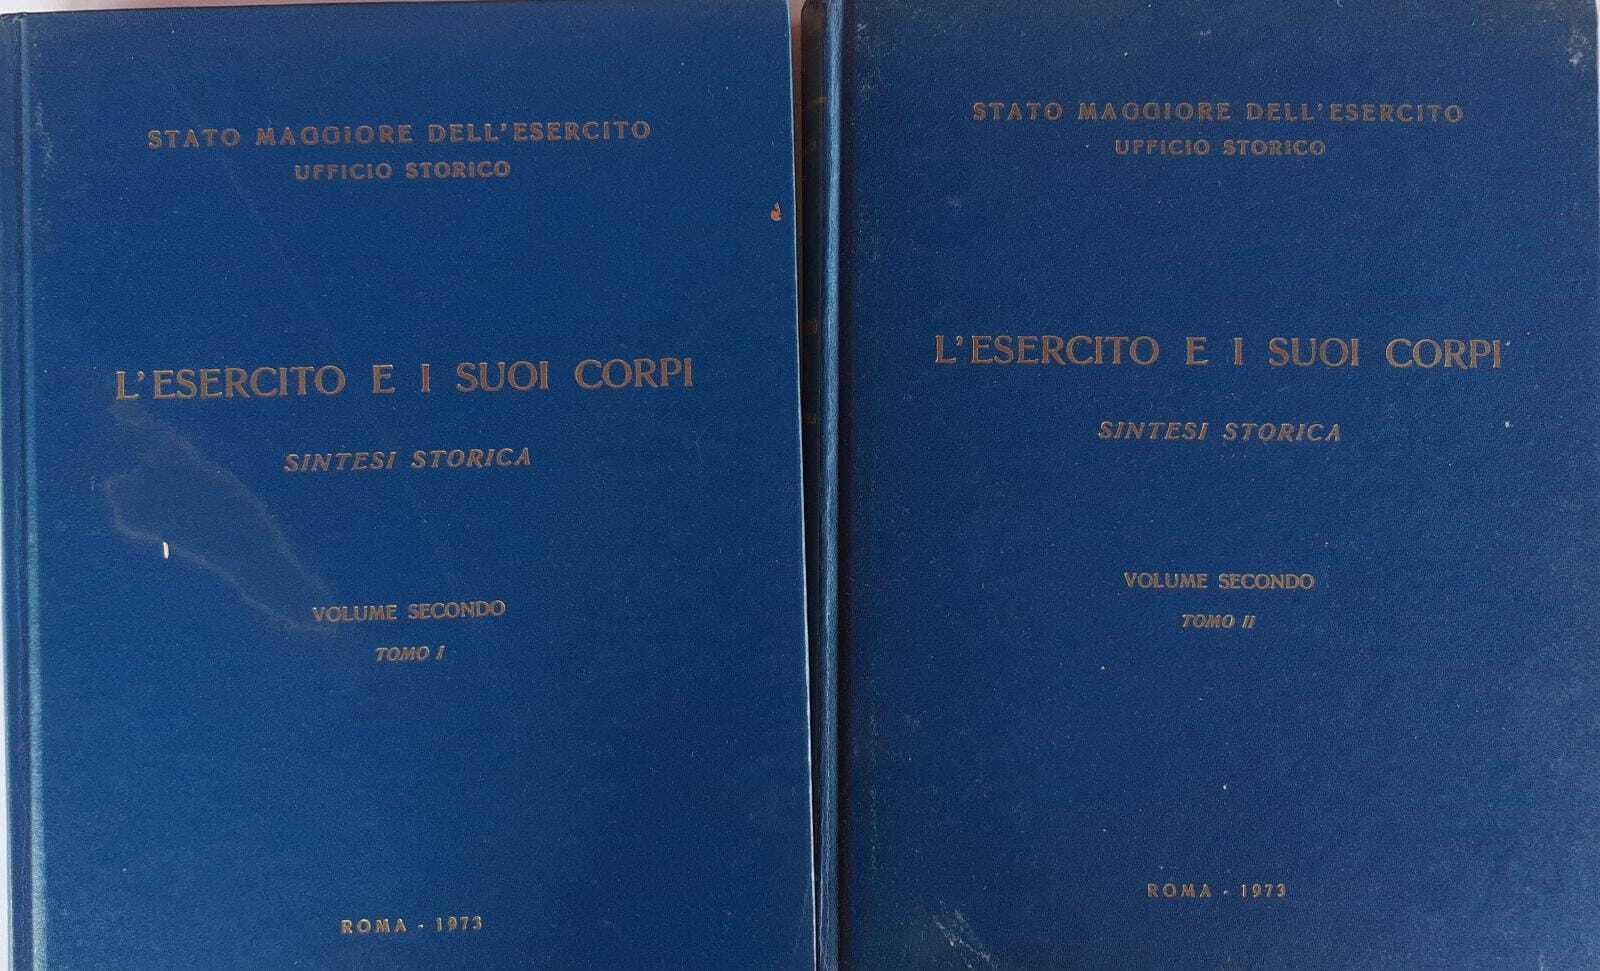 STATO MAGGIORE DELL'ESERCITO
UFFICIO STORICO
L'ESERCITO E I SUOI CORPI
SINTESI STORICA
VOLUME SECONDO
TOMO I
ROMA - 1973
STATO MAGGIORE DELL'ESERCITO
UFFICIO STORICO
L'ESERCITO E I SUOI CORPI
SINTESI STORICA
VOLUME SECONDO
TOMO II
ROMA - 1973